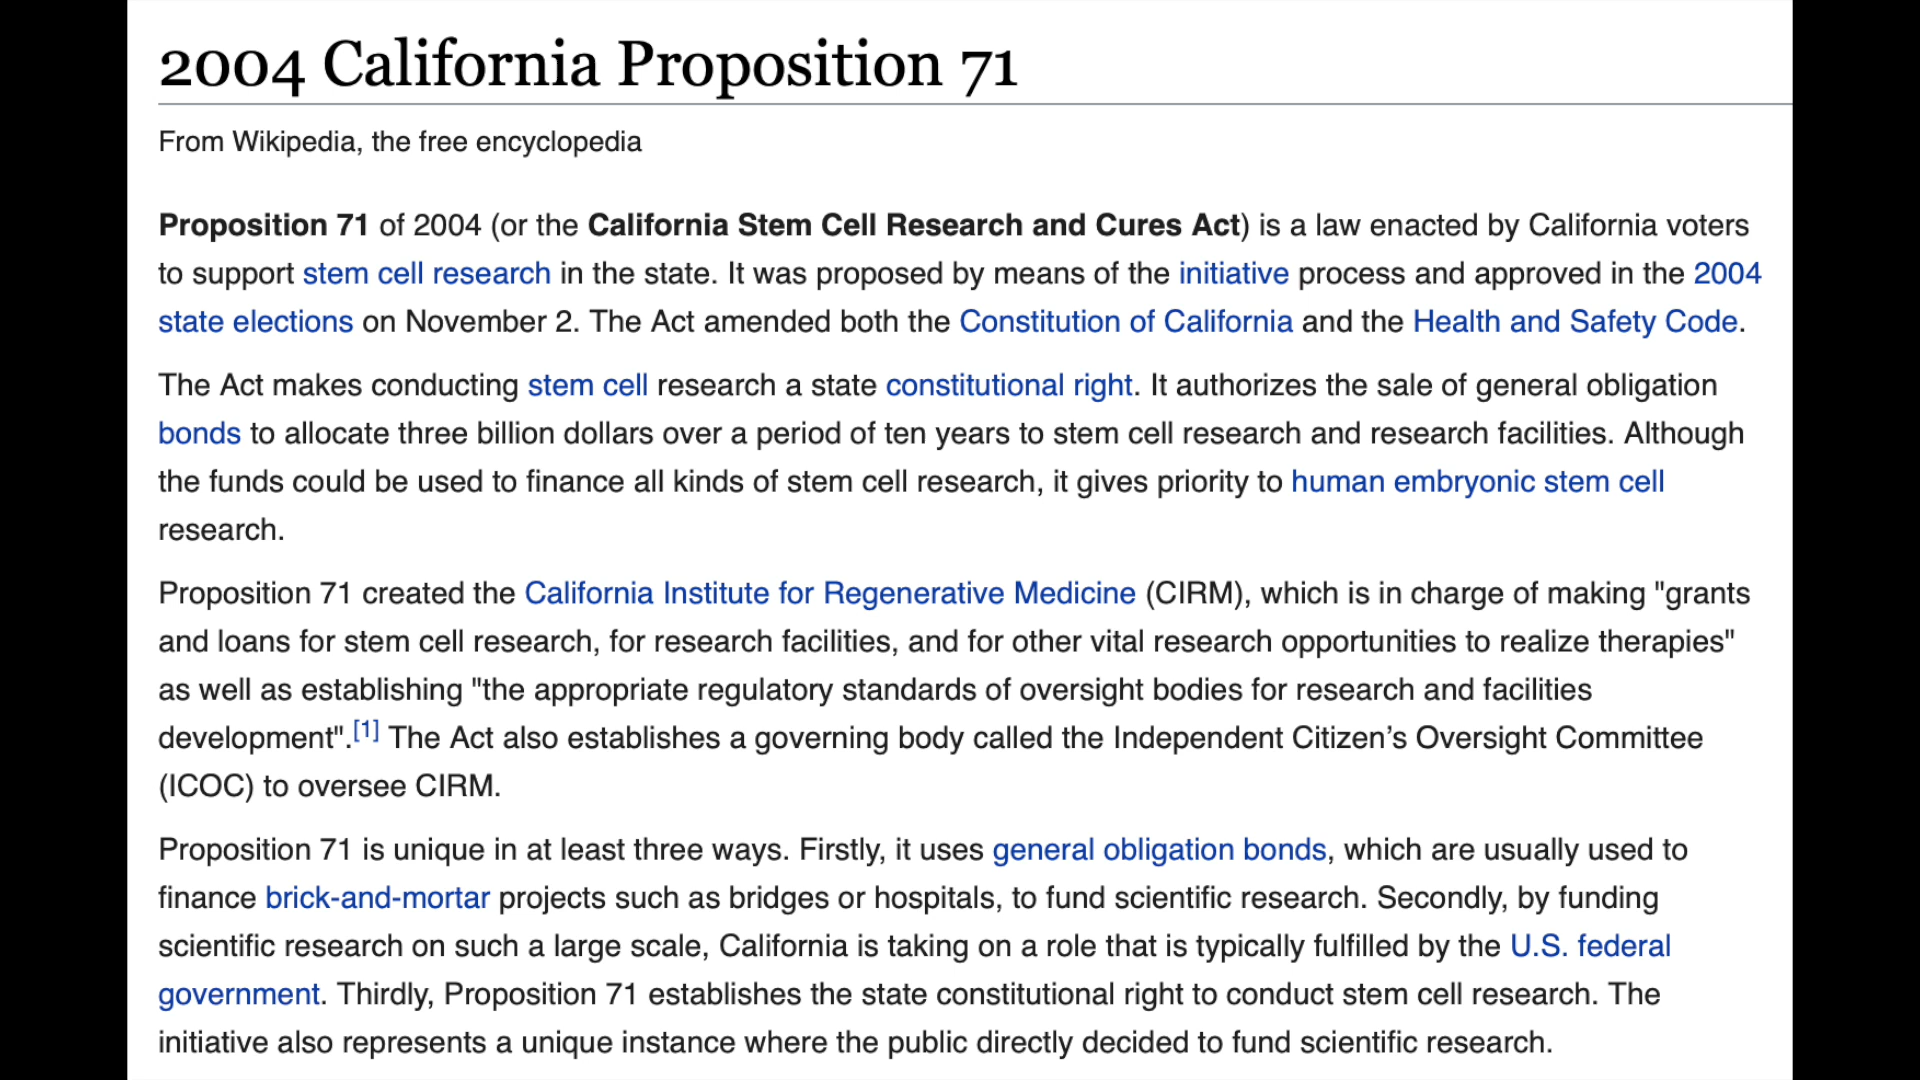 2004 California Proposition 71
From Wikipedia, the free encyclopedia
Proposition 71 of 2004 (or the California Stem Cell Research and Cures Act) is a law enacted by California voters
to support stem cell research in the state. It was proposed by means of the initiative process and approved in the 2004
state elections on November 2. The Act amended both the Constitution of California and the Health and Safety Code.
The Act makes conducting stem cell research a state constitutional right. It authorizes the sale of general obligation
bonds to allocate three billion dollars over a period of ten years to stem cell research and research facilities. Although
the funds could be used to finance all kinds of stem cell research, it gives priority to human embryonic stem cell
research.
Proposition 71 created the California Institute for Regenerative Medicine (CIRM), which is in charge of making "grants
and loans for stem cell research, for research facilities, and for other vital research opportunities to realize therapies"
as well as establishing "the appropriate regulatory standards of oversight bodies for research and facilities
development".[1] The Act also establishes a governing body called the Independent Citizen’s Oversight Committee
(ICOC) to oversee CIRM.
Proposition 71 is unique in at least three ways. Firstly, it uses general obligation bonds, which are usually used to
finance brick-and-mortar projects such as bridges or hospitals, to fund scientific research. Secondly, by funding
scientific research on such a large scale, California is taking on a role that is typically fulfilled by the U.S. federal
government. Thirdly, Proposition 71 establishes the state constitutional right to conduct stem cell research. The
initiative also represents a unique instance where the public directly decided to fund scientific research.